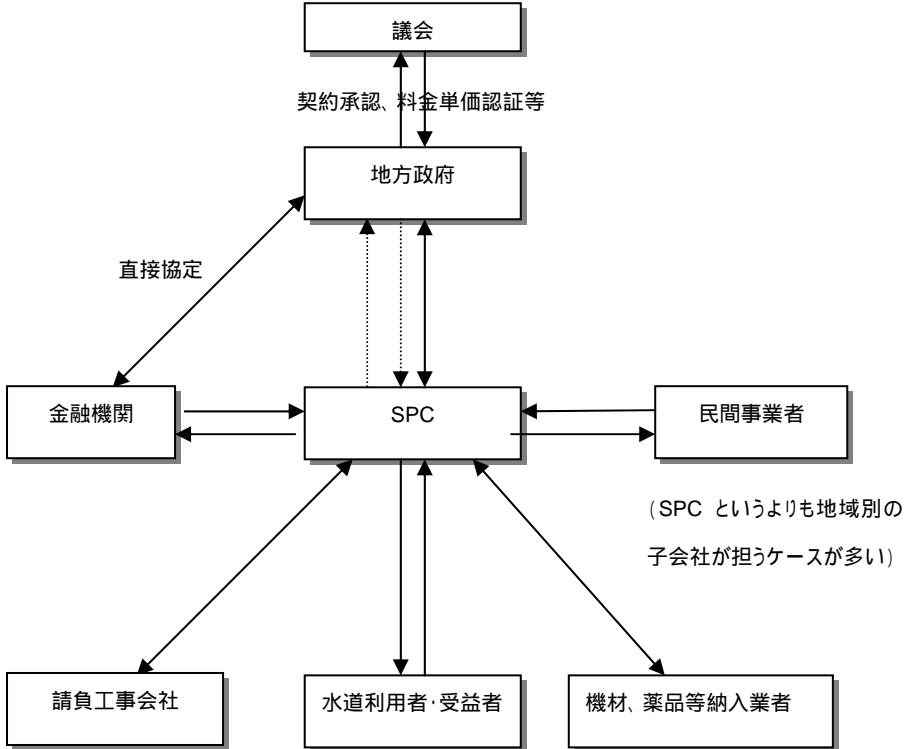 議会
契約承認、料金単価認証等
地方政府
直接協定
金融機関
SPC
民間事業者
(SPC というよりも地域別の
子会社が担うケースが多い)
請負工事会社
水道利用者・受益者
機材、薬品等納入業者